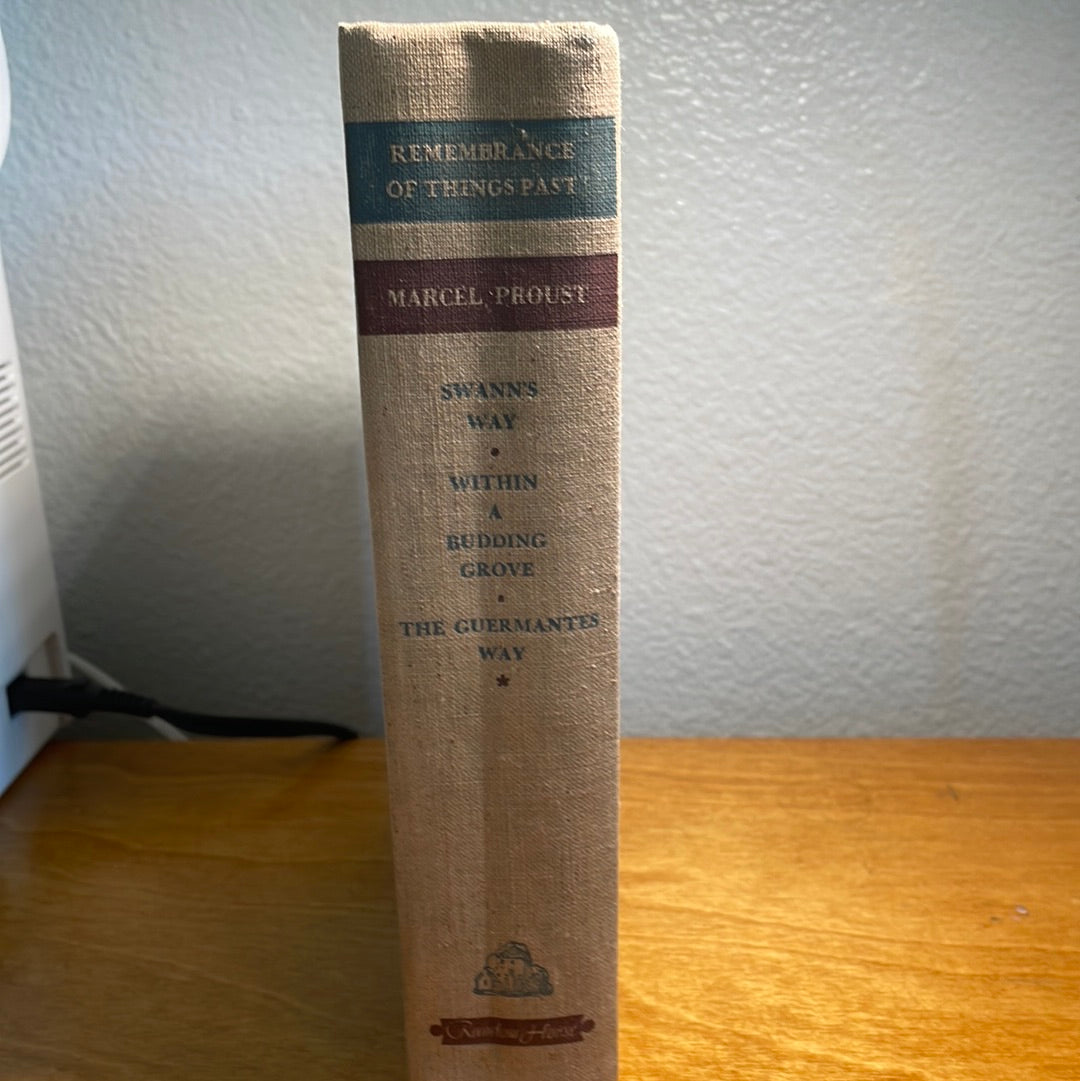 REMEMBRANCE
OF THINGS PAST
MARCEL PROUST
SWANN'S
WAY
•
WITHIN
A
BUDDING
GROVE
•
THE GUERMANTES
WAY
*
Random House